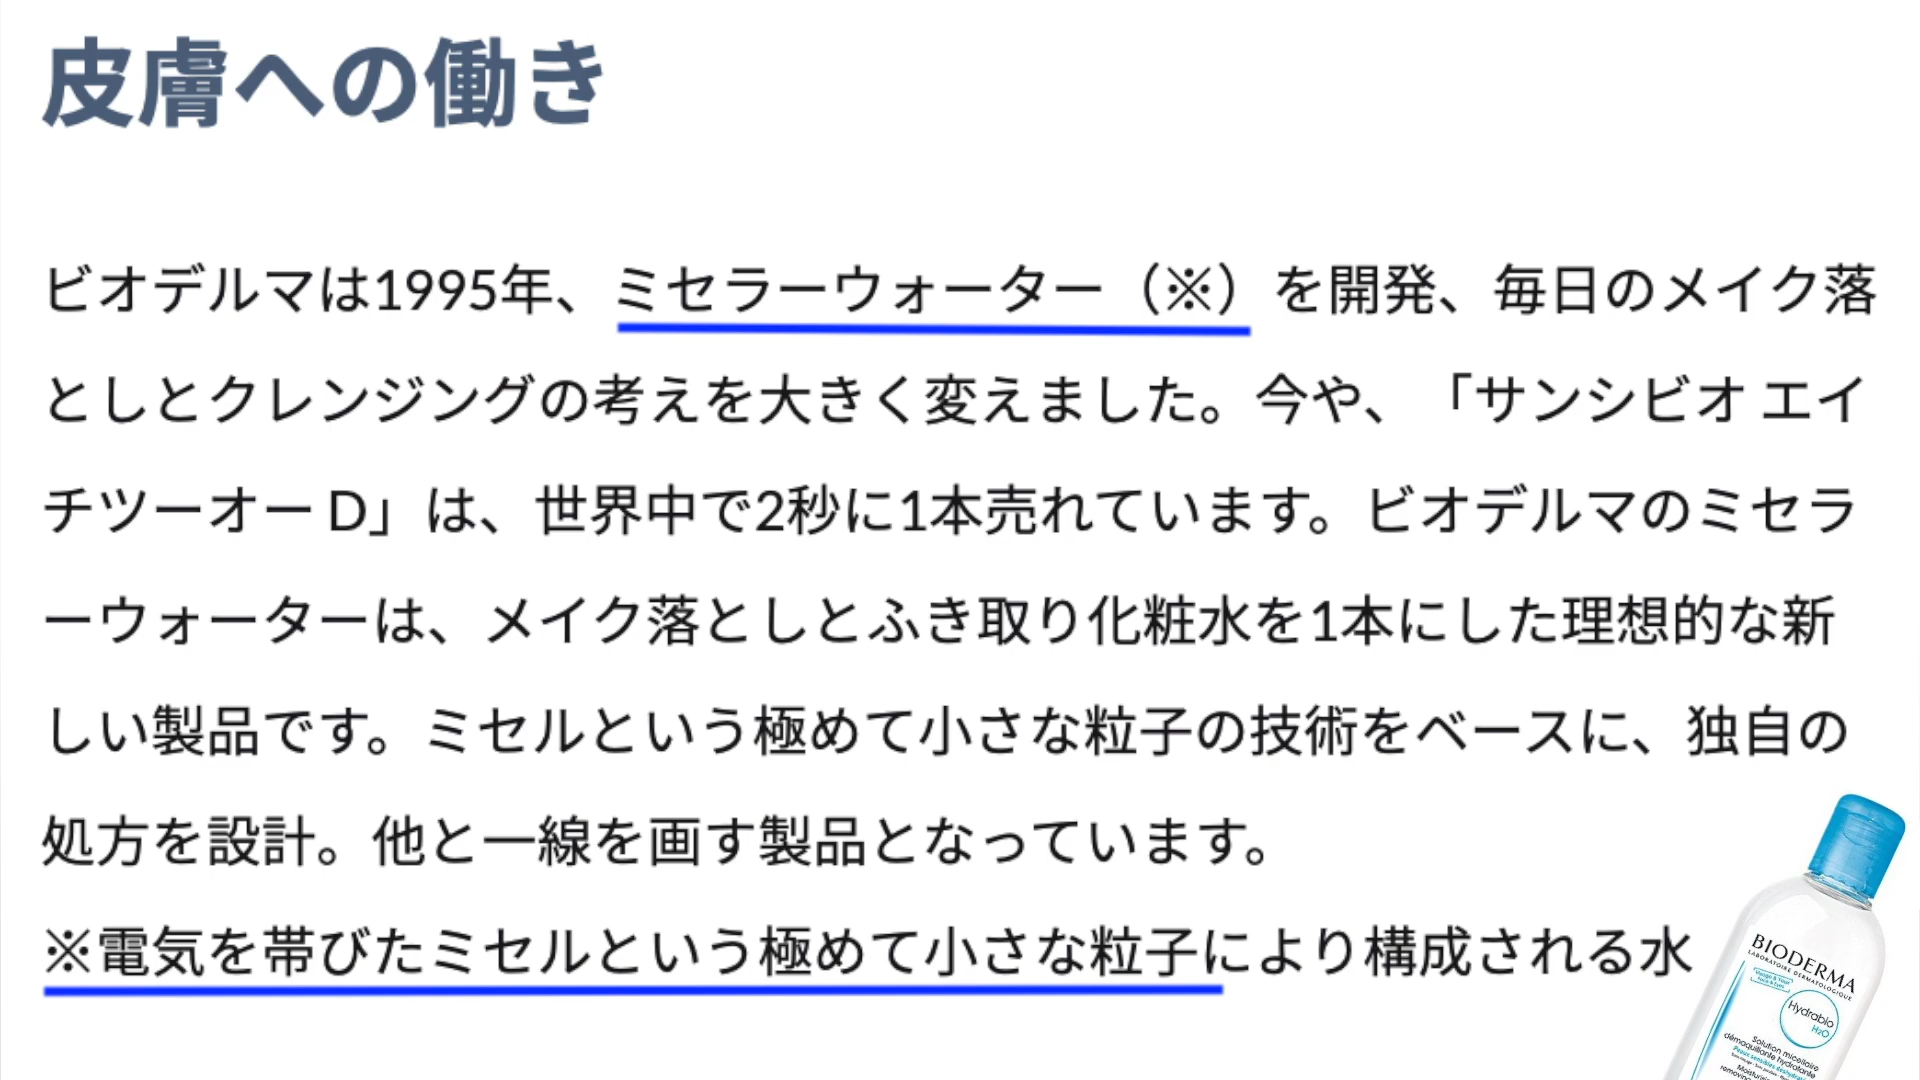 皮膚への働き
ビオデルマは1995年、ミセラーウォーター（※）を開発、毎日のメイク落
としとクレンジングの考えを大きく変えました。今や、「サンシビオ エイ
チツーオー D」は、世界中で2秒に1本売れています。ビオデルマのミセラ
ーウォーターは、メイク落としとふき取り化粧水を1本にした理想的な新
しい製品です。ミセルという極めて小さな粒子の技術をベースに、独自の
処方を設計。他と一線を画す製品となっています。
※電気を帯びたミセルという極めて小さな粒子により構成される水
BIODERMA
LABORATOIRE DERMATOLOGIQUE
Hydrabio
H₂O
Solution micellaire
démaquillante hydratante